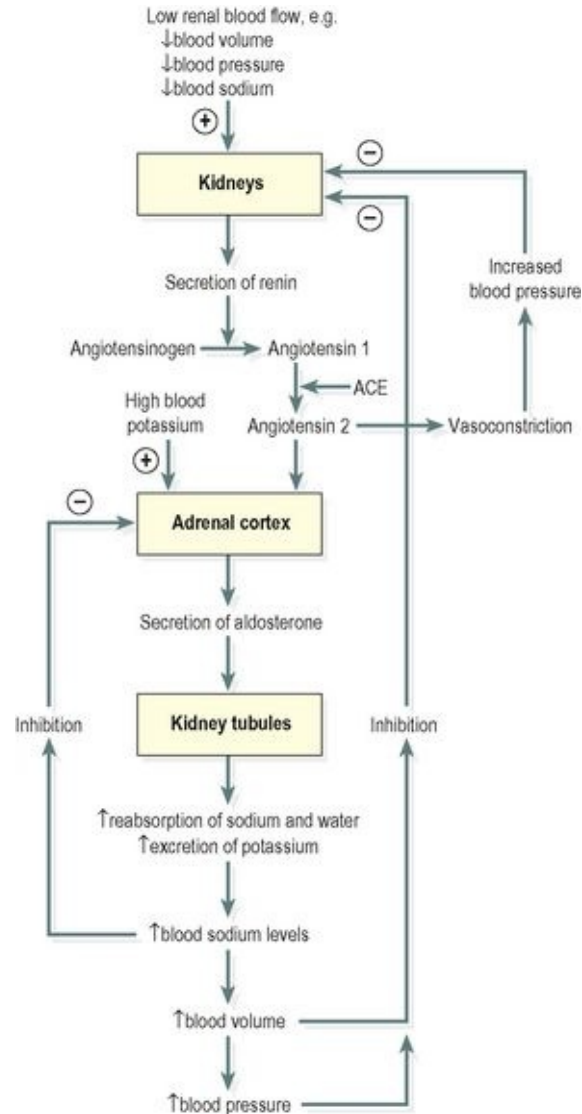 Low renal blood flow, e.g.
↓blood volume
↓blood pressure
↓blood sodium
+
−
Kidneys
−
Increased
blood pressure
Secretion of renin
Angiotensinogen
Angiotensin 1
ACE
High blood
potassium
Angiotensin 2
Vasoconstriction
+
−
Adrenal cortex
Secretion of aldosterone
Kidney tubules
Inhibition
Inhibition
↑reabsorption of sodium and water
↑excretion of potassium
↑blood sodium levels
↑blood volume
↑blood pressure